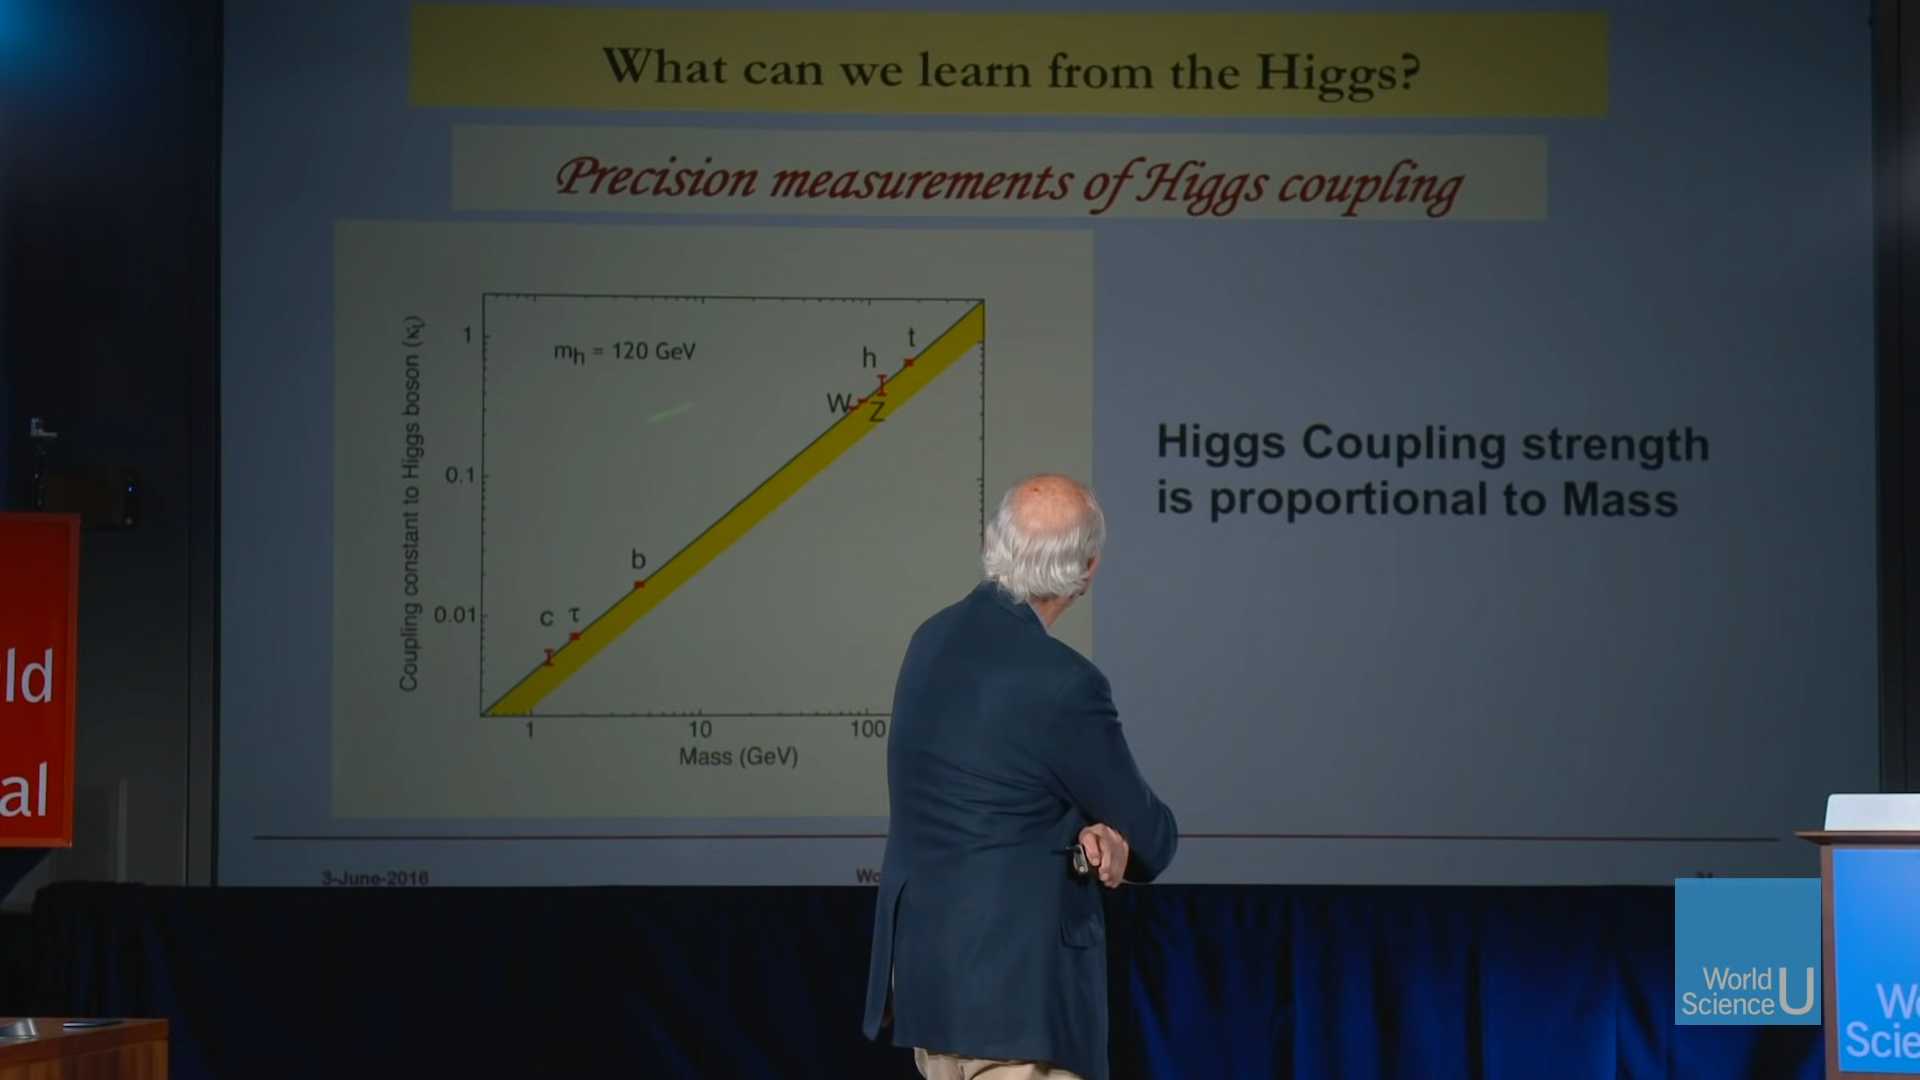 What can we learn from the Higgs?
Precision measurements of Higgs coupling
Coupling constant to Higgs boson (κᵢ)
1
0.1
0.01
mh = 120 GeV
t
h
W
Z
b
c τ
1
10
100
Mass (GeV)
Higgs Coupling strength
is proportional to Mass
3-June-2016
ld
al
World
Science U
Scie